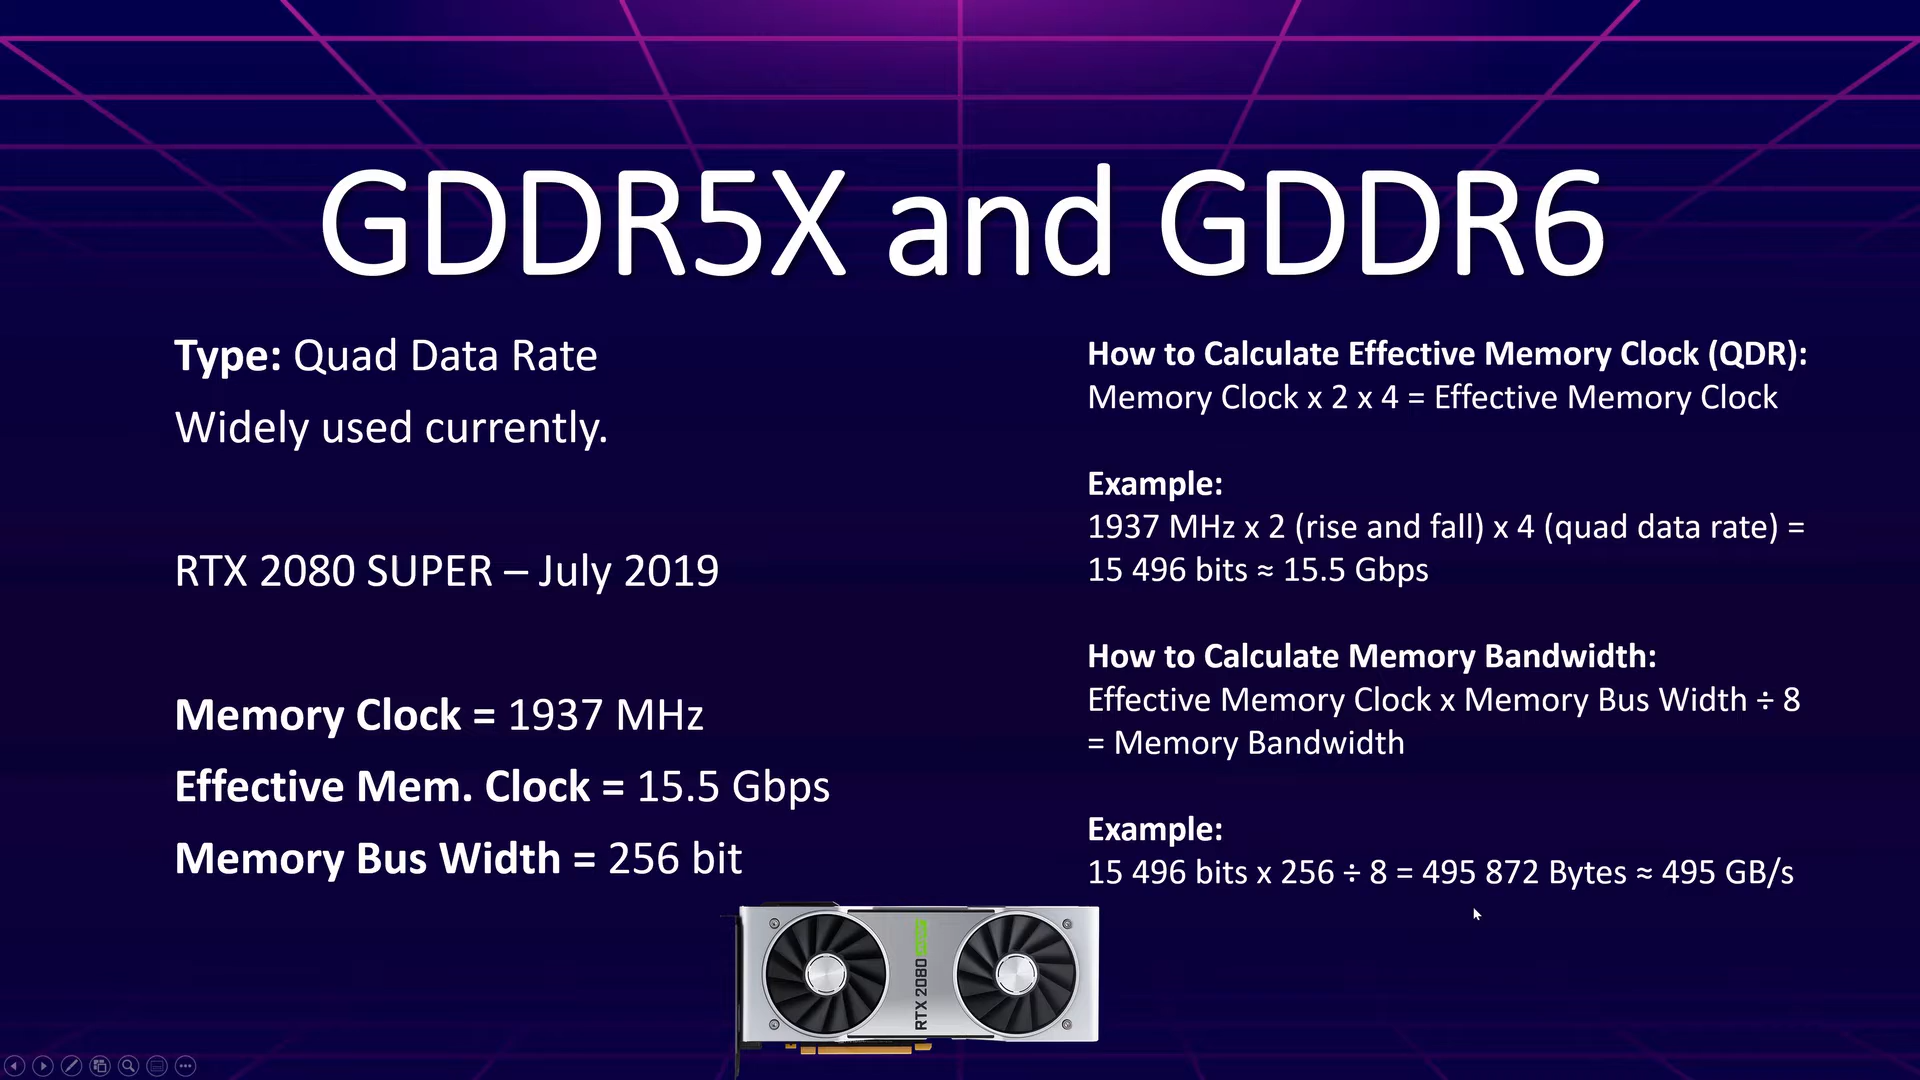 GDDR5X and GDDR6
Type: Quad Data Rate
Widely used currently.
RTX 2080 SUPER – July 2019
Memory Clock = 1937 MHz
Effective Mem. Clock = 15.5 Gbps
Memory Bus Width = 256 bit
How to Calculate Effective Memory Clock (QDR):
Memory Clock x 2 x 4 = Effective Memory Clock
Example:
1937 MHz x 2 (rise and fall) x 4 (quad data rate) =
15 496 bits ≈ 15.5 Gbps
How to Calculate Memory Bandwidth:
Effective Memory Clock x Memory Bus Width ÷ 8
= Memory Bandwidth
Example:
15 496 bits x 256 ÷ 8 = 495 872 Bytes ≈ 495 GB/s
RTX 2080 SUPER